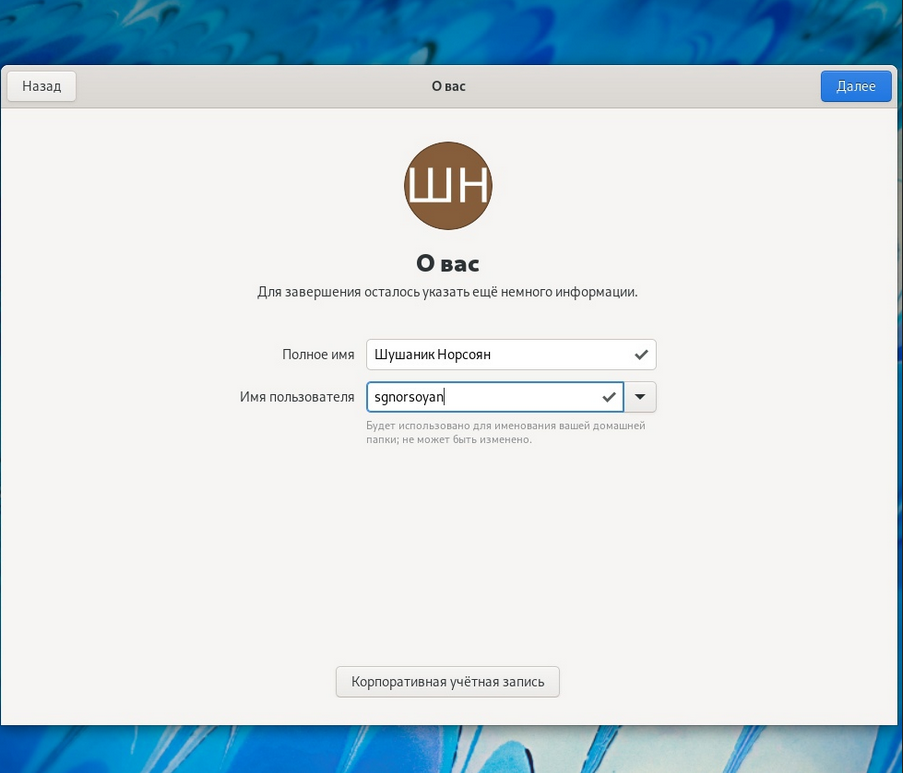 Назад О вас Далее
ШН
О вас
Для завершения осталось указать ещё немного информации.
Полное имя Шушаник Норсоян
Имя пользователя sgnorsoyan
Будет использовано для именования вашей домашней
папки; не может быть изменено.
Корпоративная учётная запись